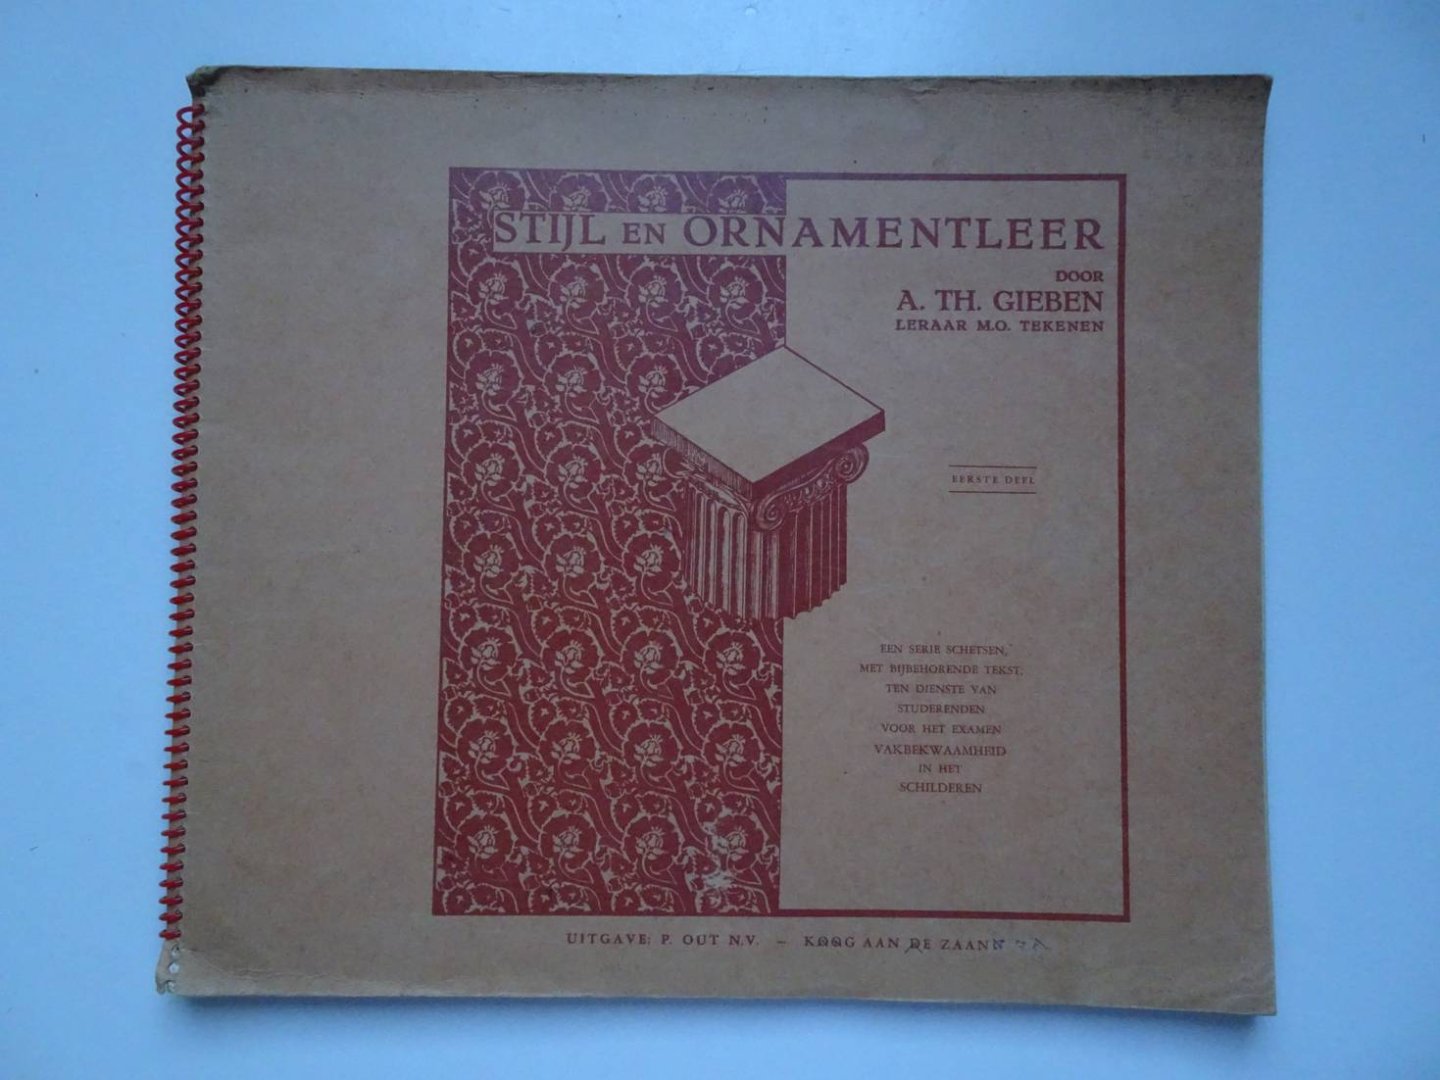 STIJL EN ORNAMENTLEER
DOOR
A. TH. GIEBEN
LERAAR M.O. TEKENEN
EERSTE DEEL
EEN SERIE SCHETSEN,
MET BIJBEHORENDE TEKST,
TEN DIENSTE VAN
STUDERENDEN
VOOR HET EXAMEN
VAKBEKWAAMHEID
IN HET
SCHILDEREN
UITGAVE: P. OUT N.V. – KOOG AAN DE ZAAN